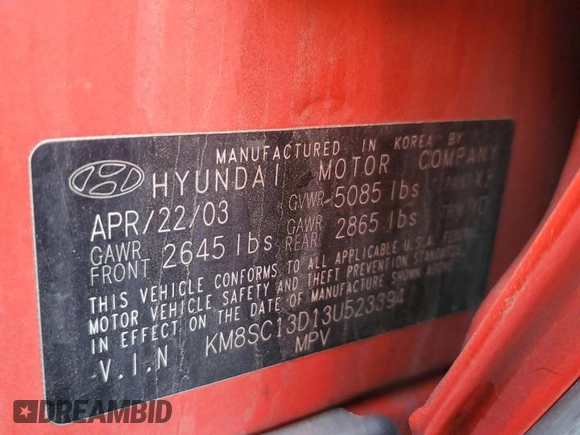 MANUFACTURED IN KOREA BY
HYUNDAI MOTOR COMPANY
APR/22/03 GVWR 5085 lbs
GAWR FRONT 2645 lbs GAWR REAR 2865 lbs
THIS VEHICLE CONFORMS TO ALL APPLICABLE U.S.A. FEDERAL
MOTOR VEHICLE SAFETY AND THEFT PREVENTION STANDARDS
IN EFFECT ON THE DATE OF MANUFACTURE SHOWN ABOVE.
V.I.N KM8SC13D13U523394
MPV
DREAMBID